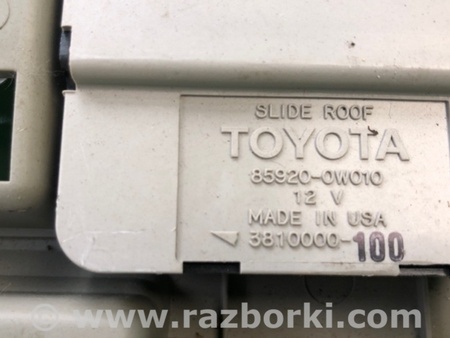 SLIDE ROOF
TOYOTA
85920-0W010
12 V
MADE IN USA
3810000-100
www.razborki.com